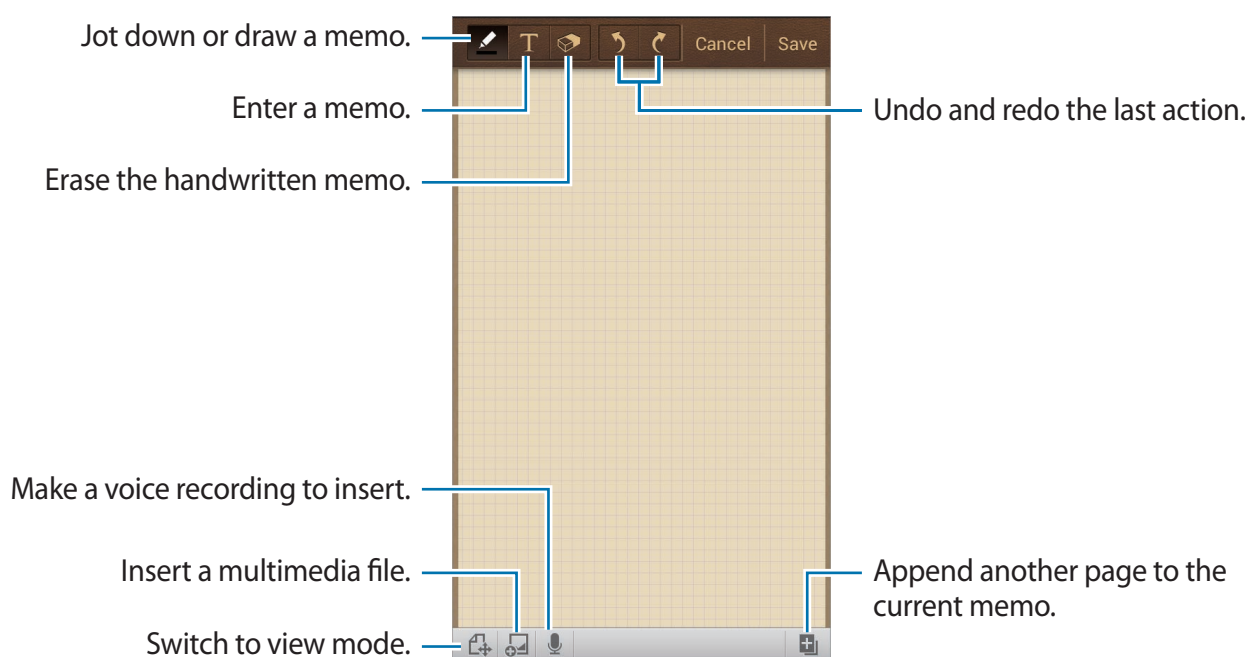 Jot down or draw a memo.
T
Cancel
Save
Enter a memo.
Undo and redo the last action.
Erase the handwritten memo.
Make a voice recording to insert.
Insert a multimedia file.
Append another page to the
current memo.
Switch to view mode.